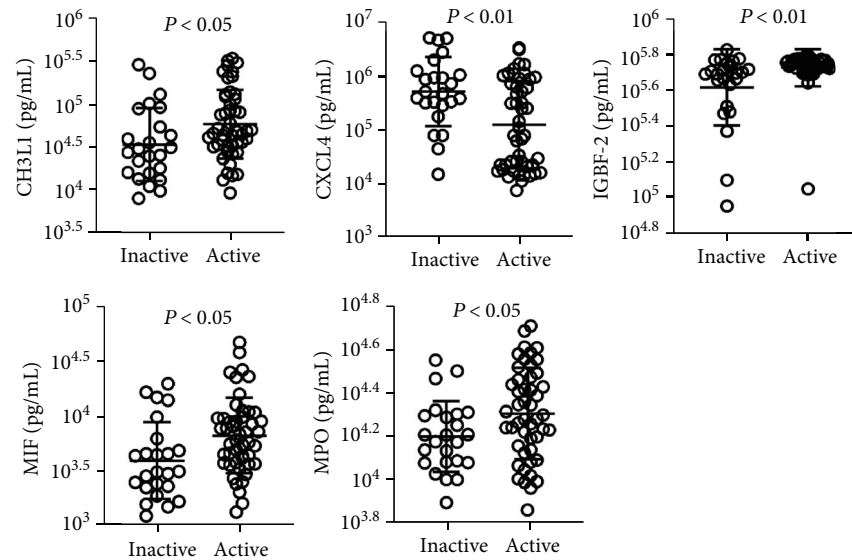 P < 0.05
10^6
10^5.5
10^5
10^4.5
10^4
10^3.5
CH3L1 (pg/mL)
Inactive Active
P < 0.01
10^7
10^6
10^5
10^4
10^3
CXCL4 (pg/mL)
Inactive Active
P < 0.01
10^6
10^5.8
10^5.6
10^5.4
10^5.2
10^5
10^4.8
IGBF-2 (pg/mL)
Inactive Active
P < 0.05
10^5
10^4.5
10^4
10^3.5
10^3
MIF (pg/mL)
Inactive Active
P < 0.05
10^4.8
10^4.6
10^4.4
10^4.2
10^4
10^3.8
MPO (pg/mL)
Inactive Active